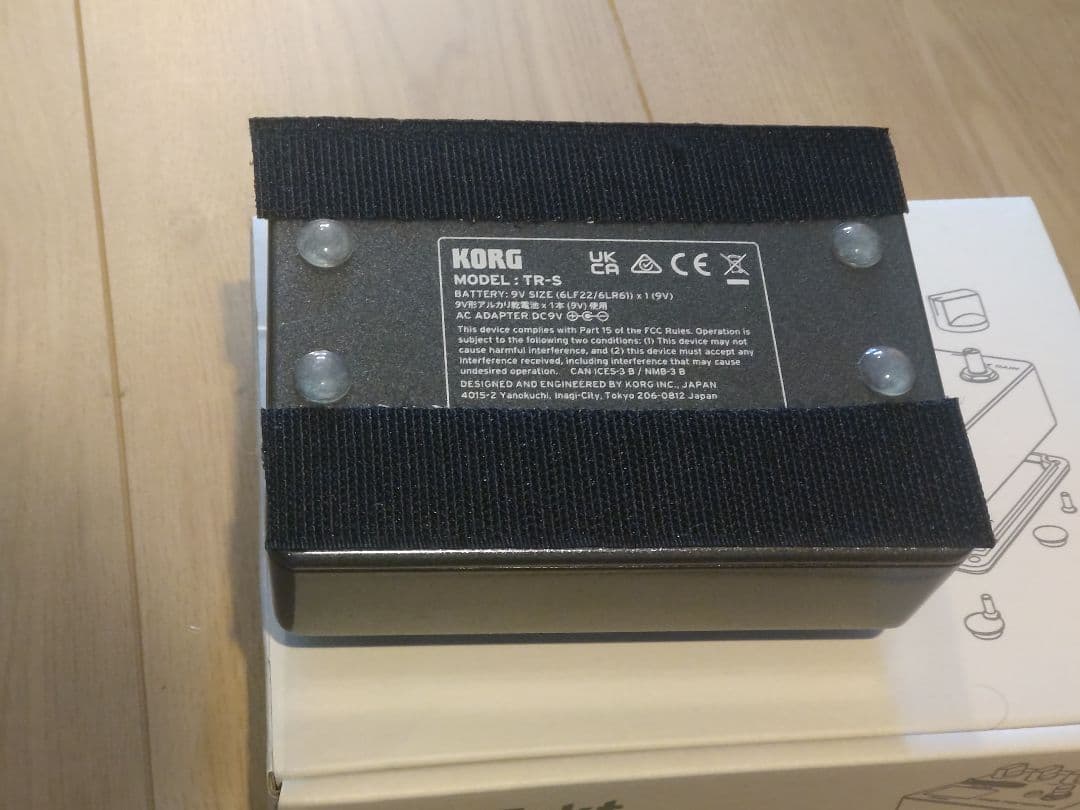 KORG
UK
CA CE
MODEL : TR-S
BATTERY: 9V SIZE (6LF22/6LR61) x 1 (9V)
9V形アルカリ乾電池×1本 (9V) 使用
AC ADAPTER DC9V
This device complies with Part 15 of the FCC Rules. Operation is
subject to the following two conditions: (1) This device may not
cause harmful interference, and (2) this device must accept any
interference received, including interference that may cause
undesired operation. CAN ICES-3 B / NMB-3 B
DESIGNED AND ENGINEERED BY KORG INC., JAPAN
4015-2 Yanokuchi, Inagi-City, Tokyo 206-0812 Japan
GAIN